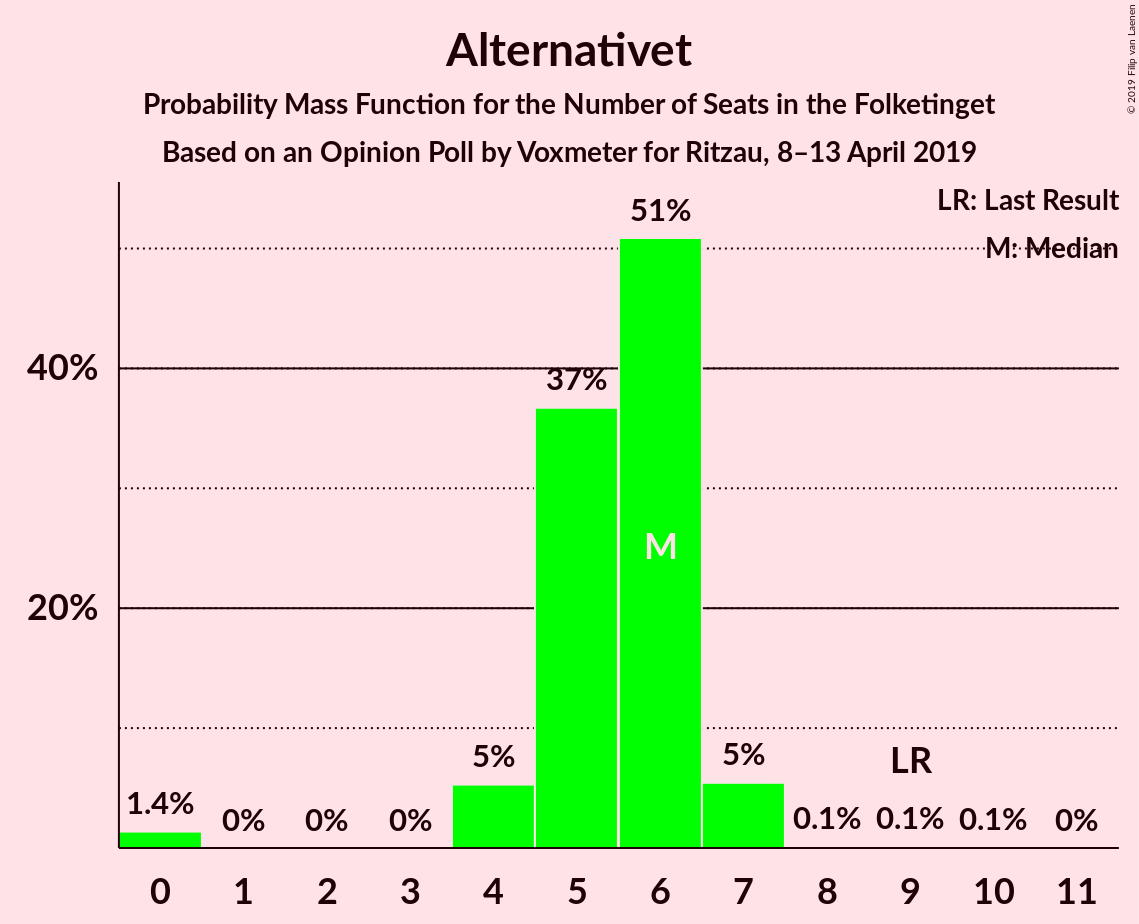 Alternativet
Probability Mass Function for the Number of Seats in the Folketinget
Based on an Opinion Poll by Voxmeter for Ritzau, 8–13 April 2019
© 2019 Filip van Laenen
LR: Last Result
M: Median
51%
40%
37%
M
20%
5%
5%
LR
1.4%
0%
0%
0%
0.1%
0.1%
0.1%
0%
0 1 2 3 4 5 6 7 8 9 10 11